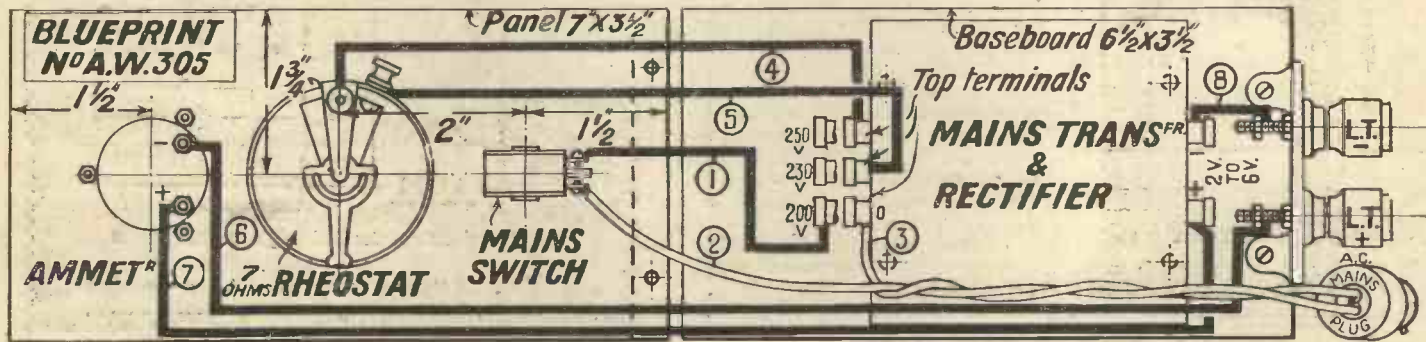 BLUEPRINT
Nº A.W.305
Panel 7"X3½"
Baseboard 6½"X3½"
1¾"
1½"
2"
1½"
④
⑤
Top terminals
⑧
250
V
230
V
200
V
0
MAINS TRANSFR.
&
RECTIFIER
-
+
2V.
TO
6V.
L.T.
-
L.T.
+
-
+
①
②
③
⑥
⑦
AMMETR
7
OHMS RHEOSTAT
MAINS
SWITCH
A.C.
MAINS
PLUG